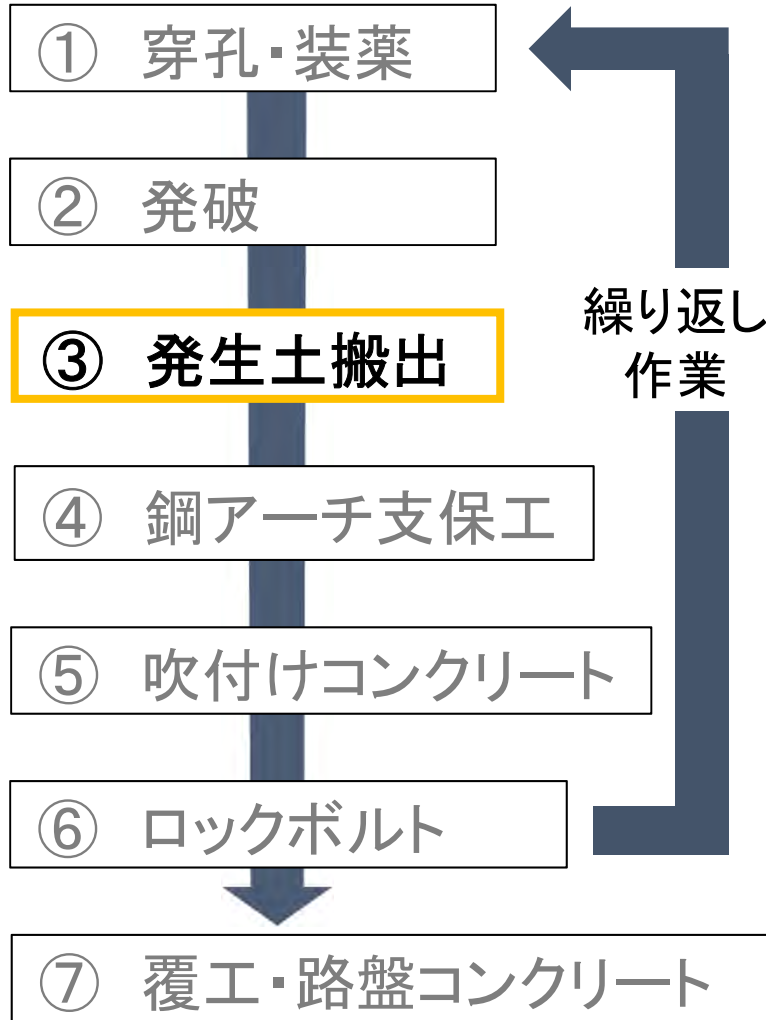 ① 穿孔・装薬
② 発破
③ 発生土搬出
繰り返し
作業
④ 鋼アーチ支保工
⑤ 吹付けコンクリート
⑥ ロックボルト
⑦ 覆工・路盤コンクリート